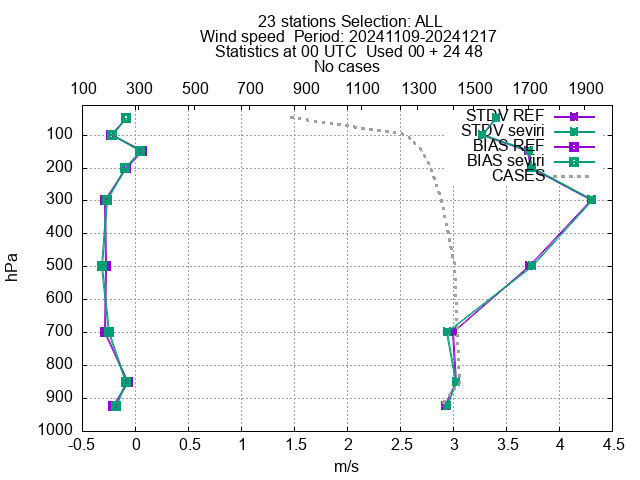 23 stations Selection: ALL
Wind speed  Period: 20241109-20241217
Statistics at 00 UTC  Used 00 + 24 48
No cases
100 300 500 700 900 1100 1300 1500 1700 1900
STDV REF
STDV seviri
BIAS REF
BIAS seviri
CASES
100
200
300
400
500
600
700
800
900
1000
hPa
-0.5 0 0.5 1 1.5 2 2.5 3 3.5 4 4.5
m/s